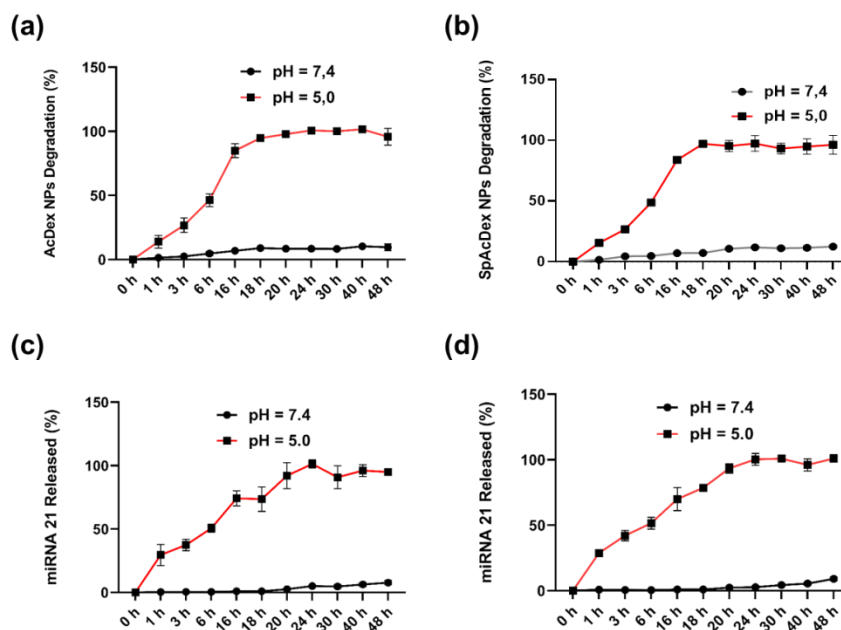 (a)
AcDex NPs Degradation (%)
150
100
50
0
pH = 7,4
pH = 5,0
0 h
1 h
3 h
6 h
16 h
18 h
20 h
24 h
30 h
40 h
48 h
(b)
SpAcDex NPs Degradation (%)
150
100
50
0
pH = 7,4
pH = 5,0
0 h
1 h
3 h
6 h
16 h
18 h
20 h
24 h
30 h
40 h
48 h
(c)
miRNA 21 Released (%)
150
100
50
0
pH = 7.4
pH = 5.0
0 h
1 h
3 h
6 h
16 h
18 h
20 h
24 h
30 h
40 h
48 h
(d)
miRNA 21 Released (%)
150
100
50
0
pH = 7.4
pH = 5.0
0 h
1 h
3 h
6 h
16 h
18 h
20 h
24 h
30 h
40 h
48 h